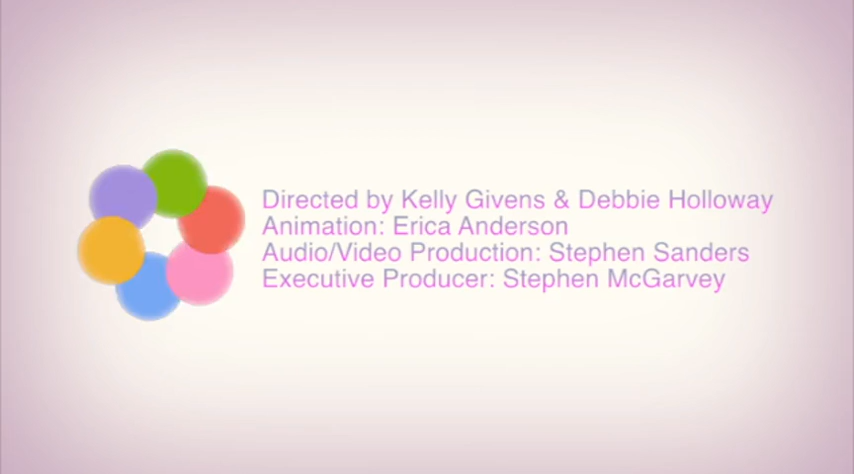 Directed by Kelly Givens & Debbie Holloway
Animation: Erica Anderson
Audio/Video Production: Stephen Sanders
Executive Producer: Stephen McGarvey